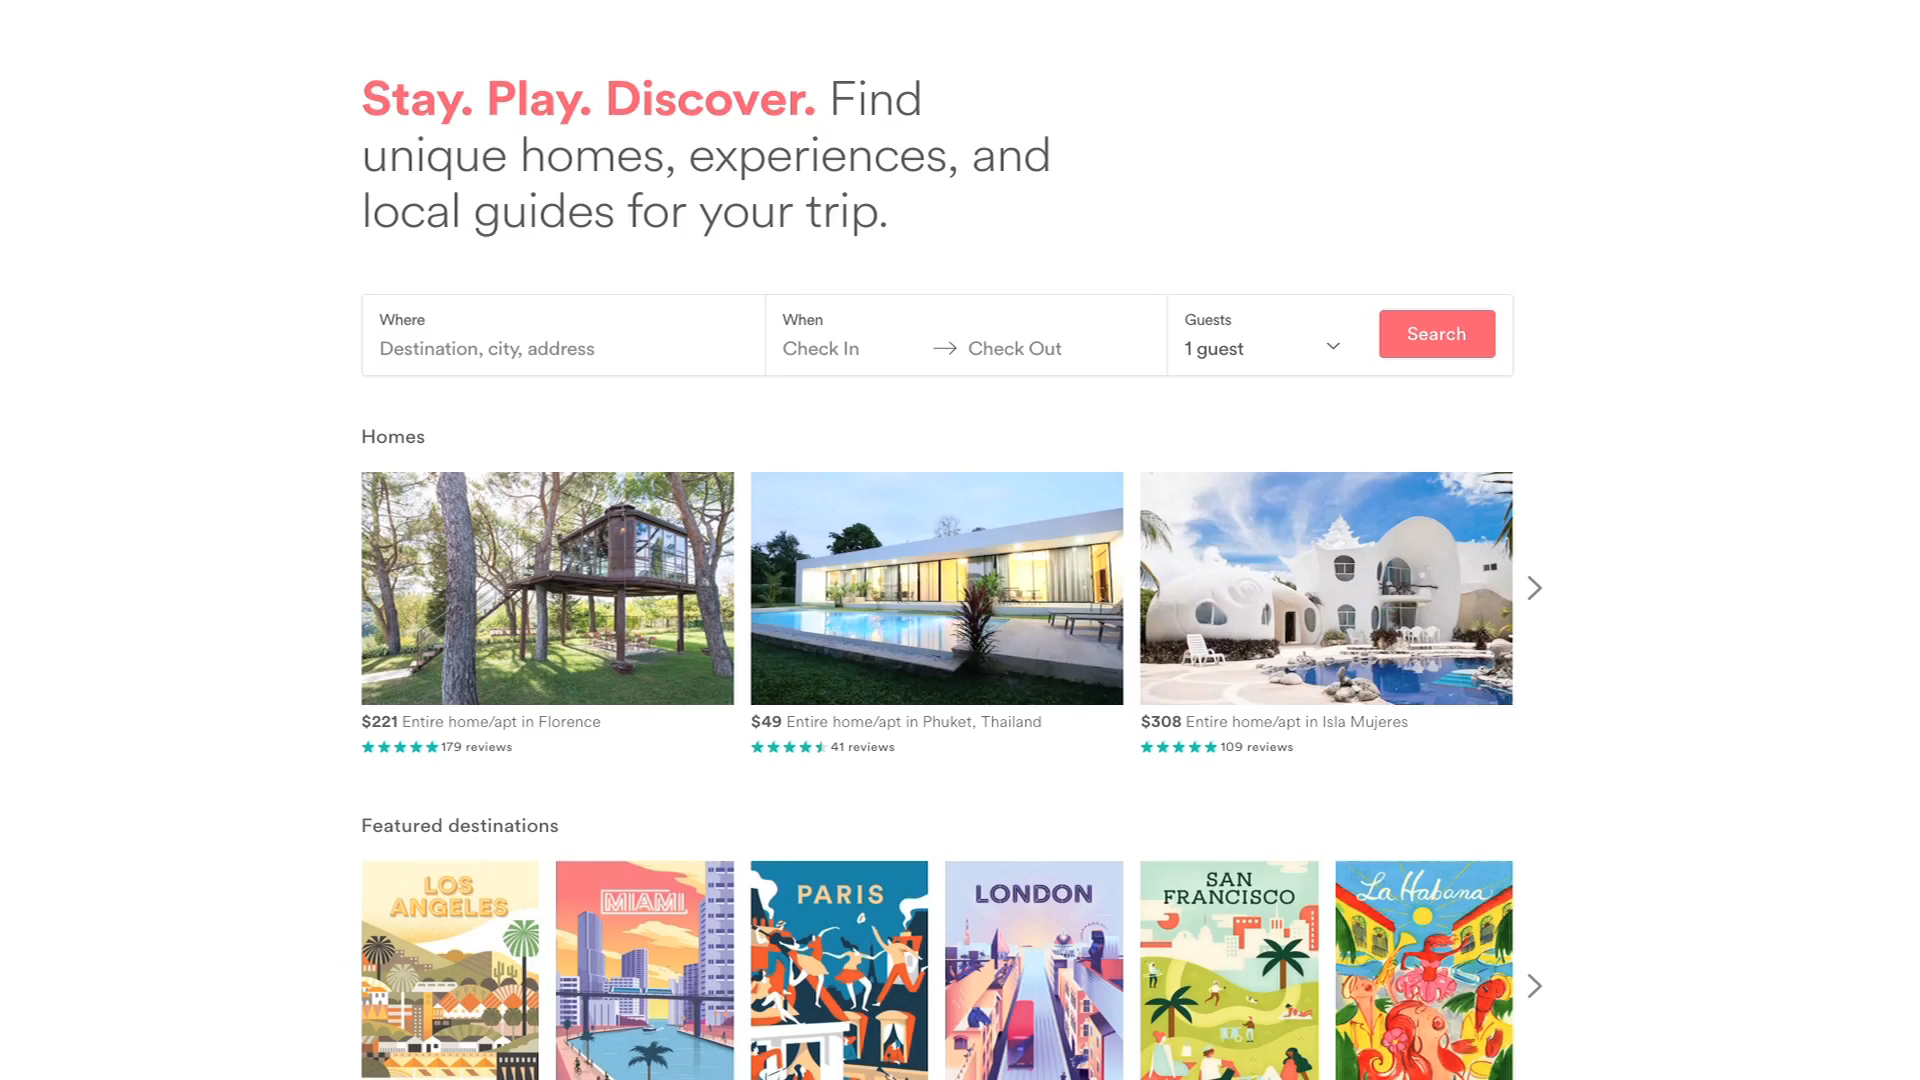 Stay. Play. Discover. Find
unique homes, experiences, and
local guides for your trip.
Where
Destination, city, address
When
Check In
Check Out
Guests
1 guest
Search
Homes
$221 Entire home/apt in Florence
179 reviews
$49 Entire home/apt in Phuket, Thailand
41 reviews
$308 Entire home/apt in Isla Mujeres
109 reviews
Featured destinations
LOS
ANGELES
MIAMI
PARIS
LONDON
SAN
FRANCISCO
La Habana